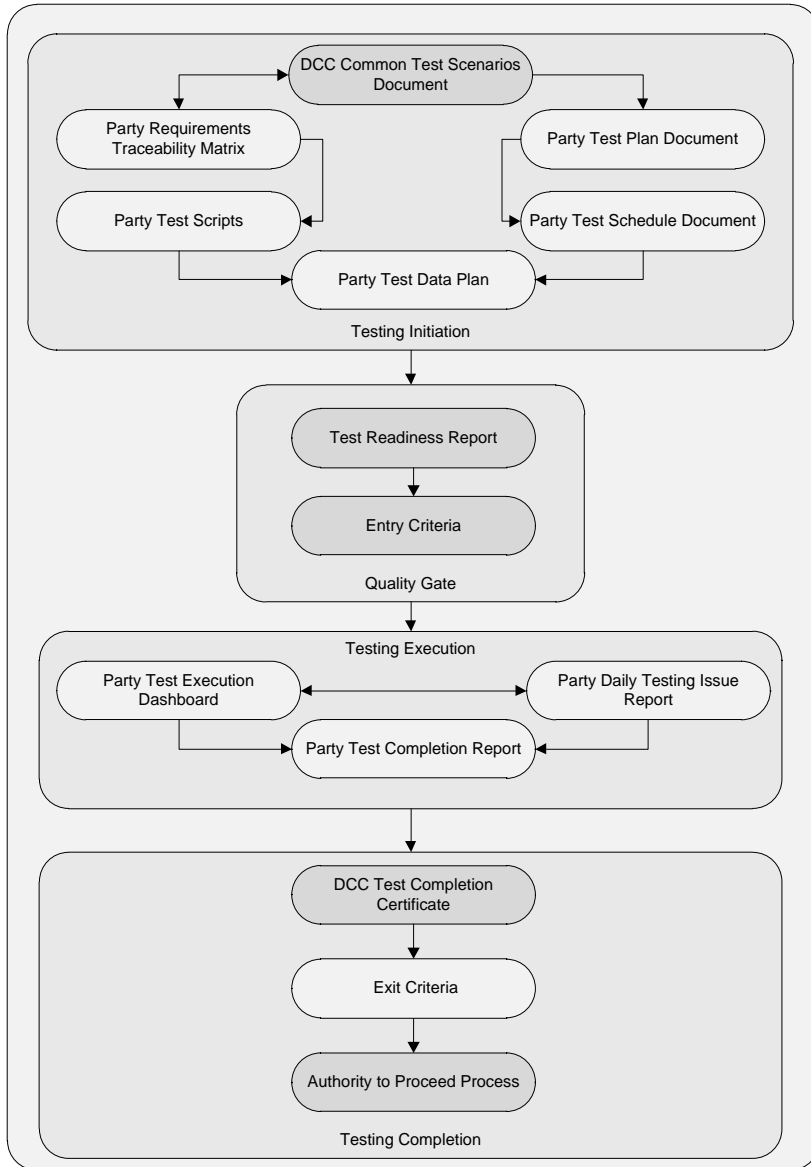 DCC Common Test Scenarios
Document
Party Requirements
Traceability Matrix
Party Test Plan Document
Party Test Scripts
Party Test Schedule Document
Party Test Data Plan
Testing Initiation
Test Readiness Report
Entry Criteria
Quality Gate
Testing Execution
Party Test Execution
Dashboard
Party Daily Testing Issue
Report
Party Test Completion Report
DCC Test Completion
Certificate
Exit Criteria
Authority to Proceed Process
Testing Completion